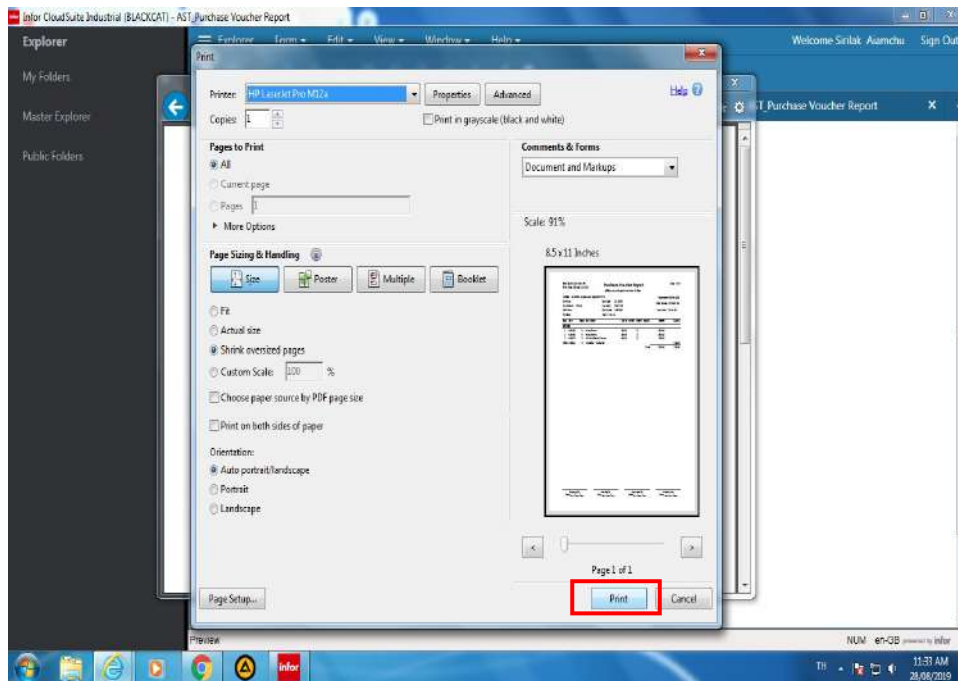 Infor CloudSuite Industrial (BLACKCAT) - AST_Purchase Voucher Report
Explorer
Explorer Form Edit View Window Help
Welcome Sirilak Aiamchu Sign Out
My Folders
Master Explorer
Public Folders
T_Purchase Voucher Report
Print
Printer: HP LaserJet Pro M12a
Properties
Advanced
Help
Copies: 1
Print in grayscale (black and white)
Pages to Print
All
Current page
Pages 1
More Options
Comments & Forms
Document and Markups
Scale: 91%
8.5 x 11 Inches
Purchase Voucher Report
Page Sizing & Handling
Size
Poster
Multiple
Booklet
Fit
Actual size
Shrink oversized pages
Custom Scale: 100 %
Choose paper source by PDF page size
Print on both sides of paper
Orientation:
Auto portrait/landscape
Portrait
Landscape
<
>
Page 1 of 1
Page Setup...
Print
Cancel
Preview
NUM en-GB powered by infor
infor
TH
11:33 AM
28/08/2019